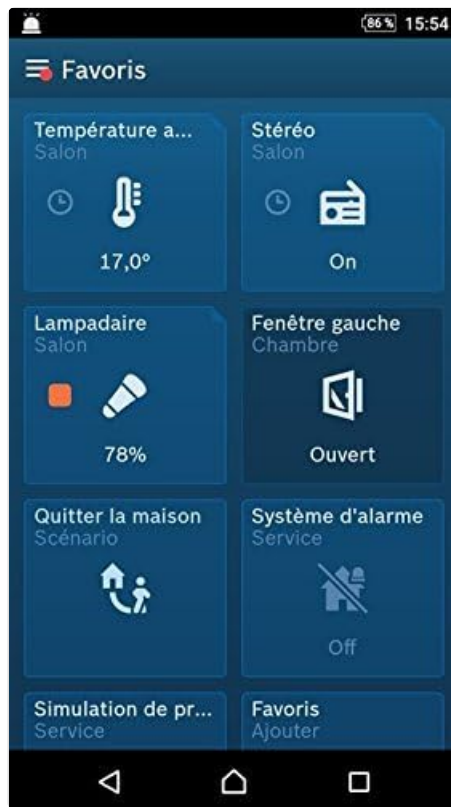 86 % 15:54
Favoris
Température a...
Salon
17,0°
Stéréo
Salon
On
Lampadaire
Salon
78%
Fenêtre gauche
Chambre
Ouvert
Quitter la maison
Scénario
Système d'alarme
Service
Off
Simulation de pr...
Service
Favoris
Ajouter